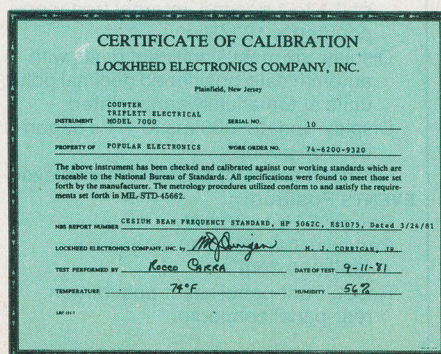 CERTIFICATE OF CALIBRATION
LOCKHEED ELECTRONICS COMPANY, INC.
Plainfield, New Jersey
COUNTER
TRIPLETT ELECTRICAL
INSTRUMENT MODEL 7000 SERIAL NO. 10
PROPERTY OF POPULAR ELECTRONICS WORK ORDER NO. 74-6200-9320
The above instrument has been checked and calibrated against our working standards which are
traceable to the National Bureau of Standards. All specifications were found to meet those set
forth by the manufacturer. The metrology procedures utilized conform to and satisfy the require-
ments set forth in MIL-STD-45662.
NBS REPORT NUMBER CESIUM BEAM FREQUENCY STANDARD, HP 5062C, ES1075, Dated 3/24/81
LOCKHEED ELECTRONICS COMPANY, INC. by M. J. Corrigan M. J. CORRIGAN, JR.
TEST PERFORMED BY Rocco CARRA DATE OF TEST 9-11-81
TEMPERATURE 74°F HUMIDITY 56%